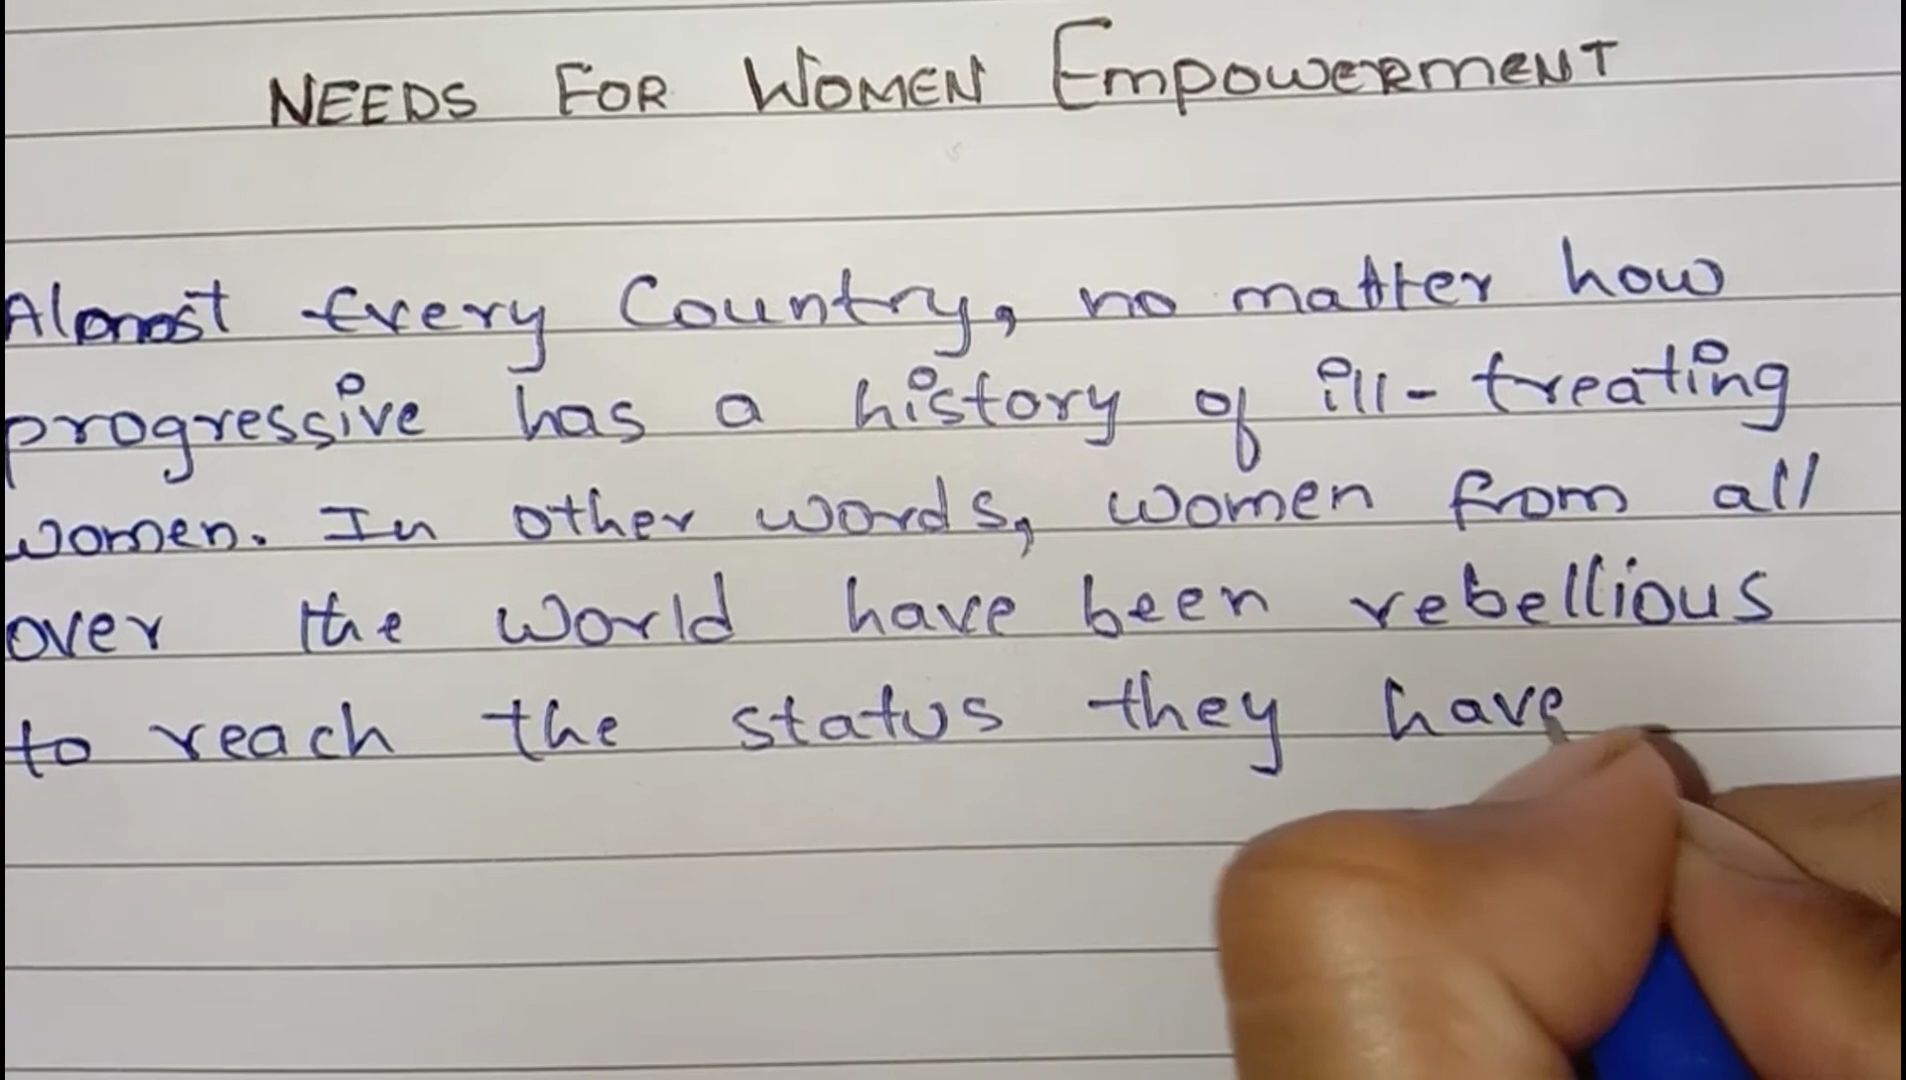 NEEDS FOR WOMEN EMPOWERMENT
Almost Every Country, no matter how
progressive has a history of ill-treating
women. In other words, women from all
over the world have been rebellious
to reach the status they have